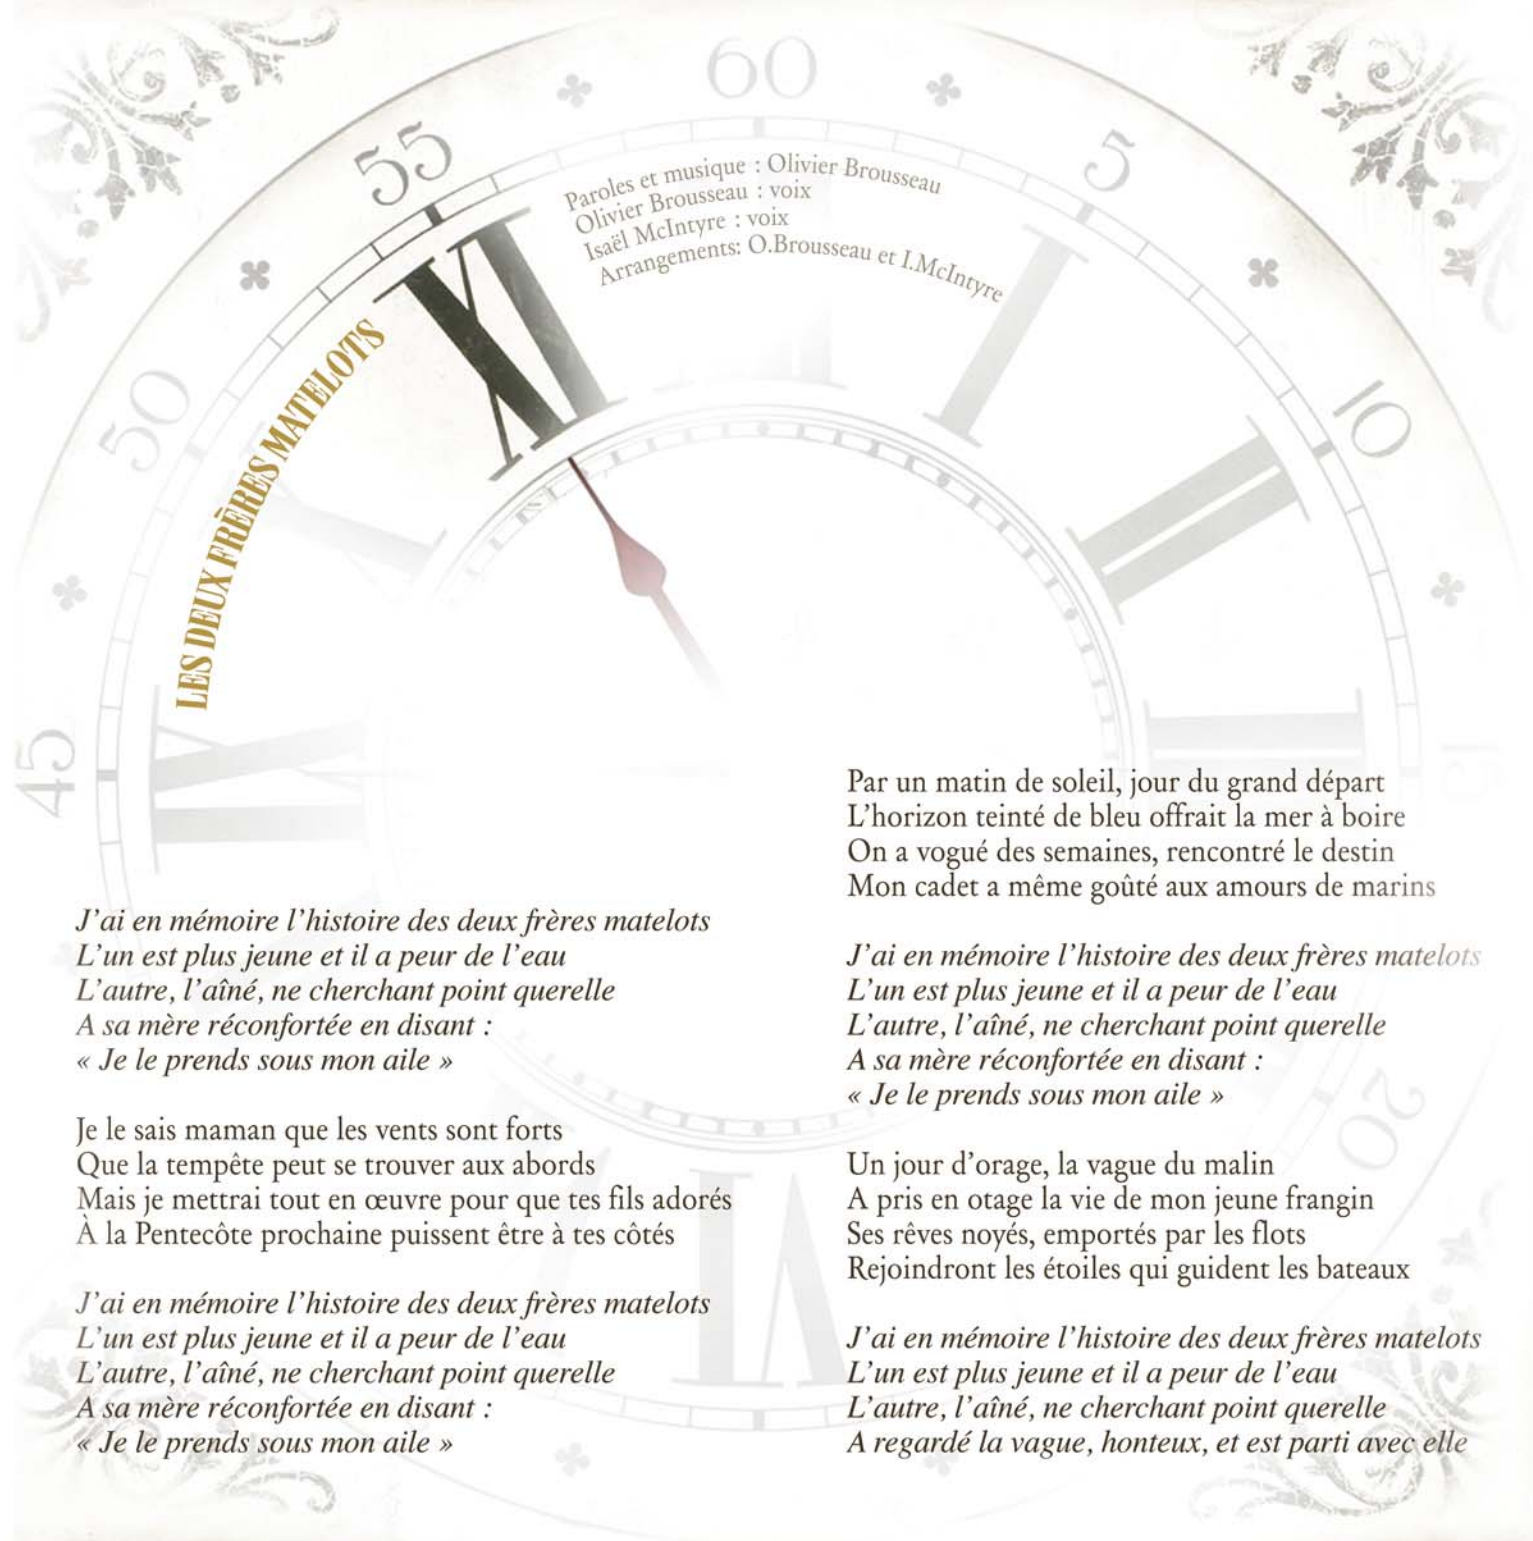 60
55
5
50
10
45
15
20
XI
I
II
III
IX
VI
Paroles et musique : Olivier Brousseau
Olivier Brousseau : voix
Isaël McIntyre : voix
Arrangements: O.Brousseau et I.McIntyre
LES DEUX FRÈRES MATELOTS
J’ai en mémoire l’histoire des deux frères matelots
L’un est plus jeune et il a peur de l’eau
L’autre, l’aîné, ne cherchant point querelle
A sa mère réconfortée en disant :
« Je le prends sous mon aile »
Je le sais maman que les vents sont forts
Que la tempête peut se trouver aux abords
Mais je mettrai tout en œuvre pour que tes fils adorés
À la Pentecôte prochaine puissent être à tes côtés
J’ai en mémoire l’histoire des deux frères matelots
L’un est plus jeune et il a peur de l’eau
L’autre, l’aîné, ne cherchant point querelle
A sa mère réconfortée en disant :
« Je le prends sous mon aile »
Par un matin de soleil, jour du grand départ
L’horizon teinté de bleu offrait la mer à boire
On a vogué des semaines, rencontré le destin
Mon cadet a même goûté aux amours de marins
J’ai en mémoire l’histoire des deux frères matelots
L’un est plus jeune et il a peur de l’eau
L’autre, l’aîné, ne cherchant point querelle
A sa mère réconfortée en disant :
« Je le prends sous mon aile »
Un jour d’orage, la vague du malin
A pris en otage la vie de mon jeune frangin
Ses rêves noyés, emportés par les flots
Rejoindront les étoiles qui guident les bateaux
J’ai en mémoire l’histoire des deux frères matelots
L’un est plus jeune et il a peur de l’eau
L’autre, l’aîné, ne cherchant point querelle
A regardé la vague, honteux, et est parti avec elle